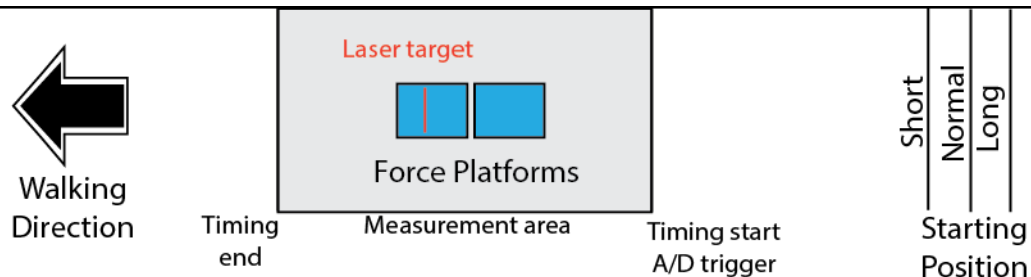 Laser target
Force Platforms
Walking
Direction
Timing
end
Measurement area
Timing start
A/D trigger
Short
Normal
Long
Starting
Position